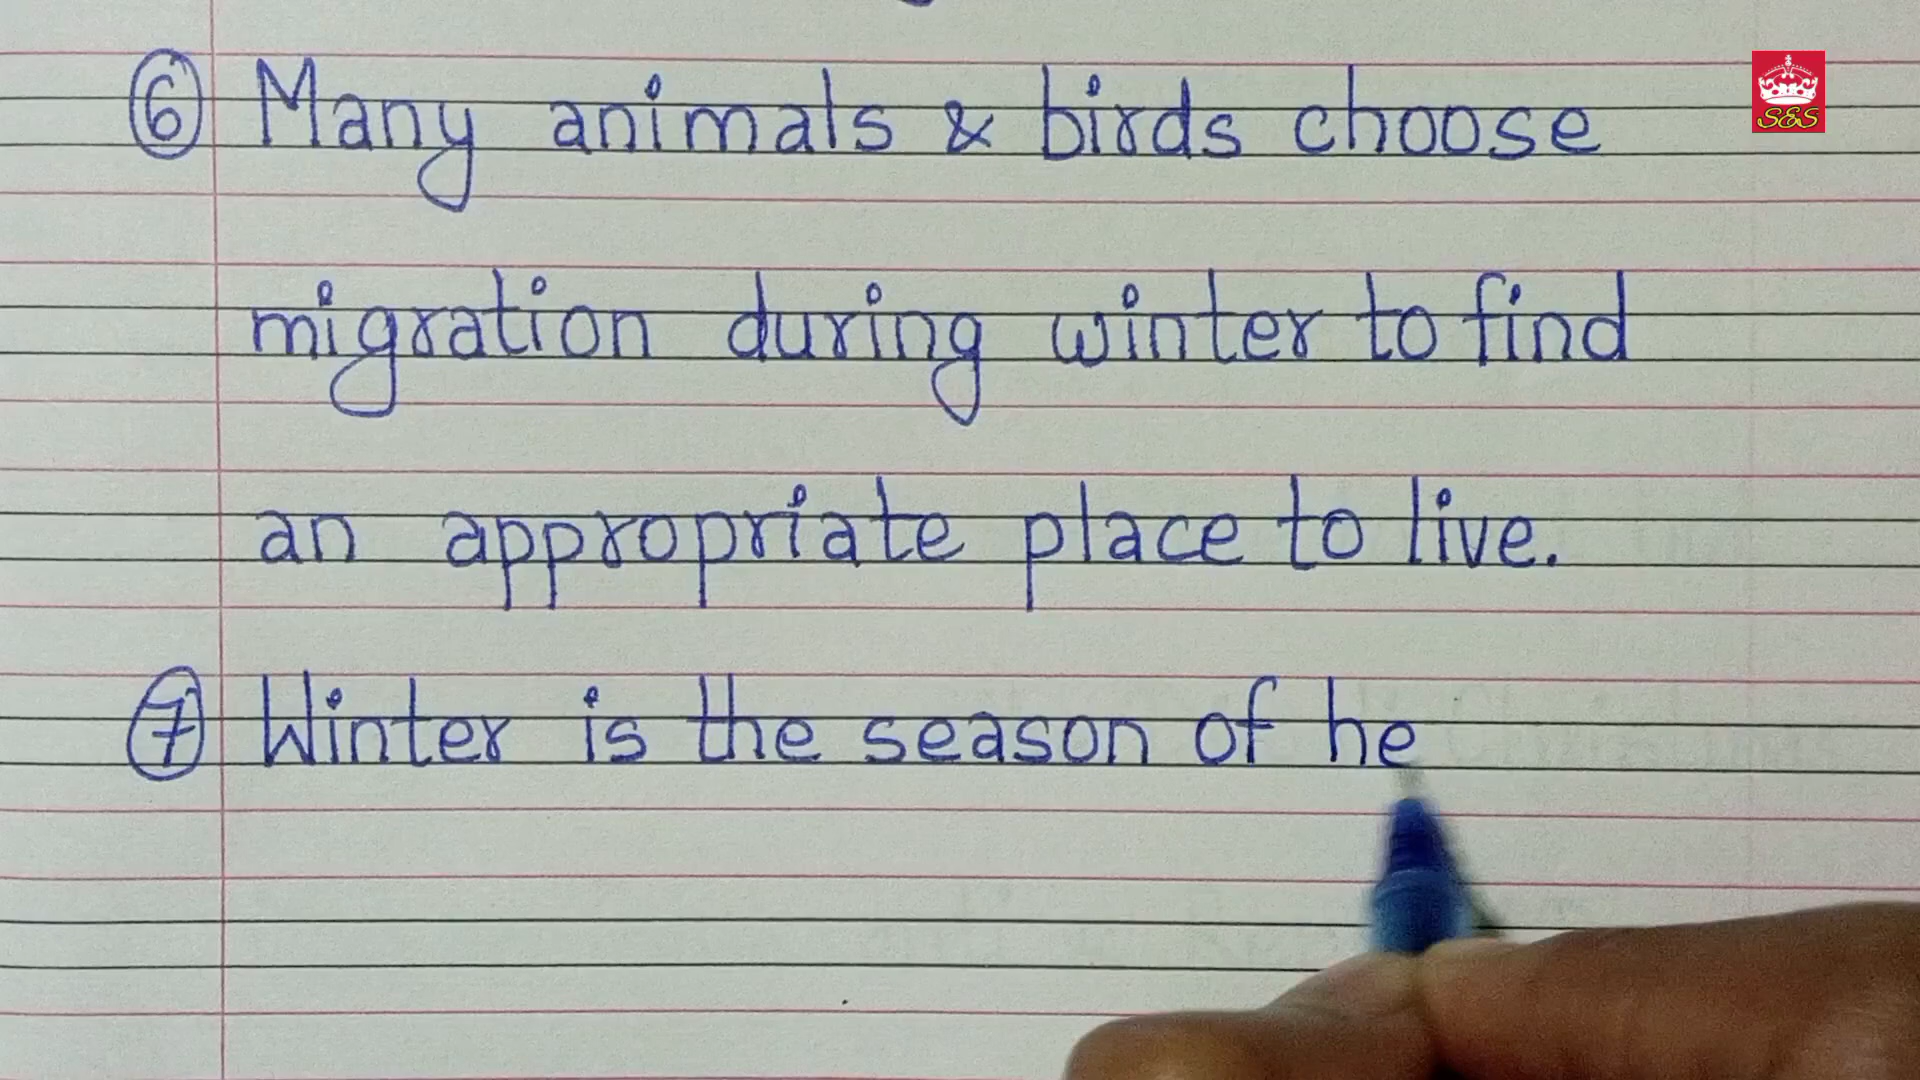 6 Many animals & birds choose
migration during winter to find
an appropriate place to live.
7 Winter is the season of he
S&S